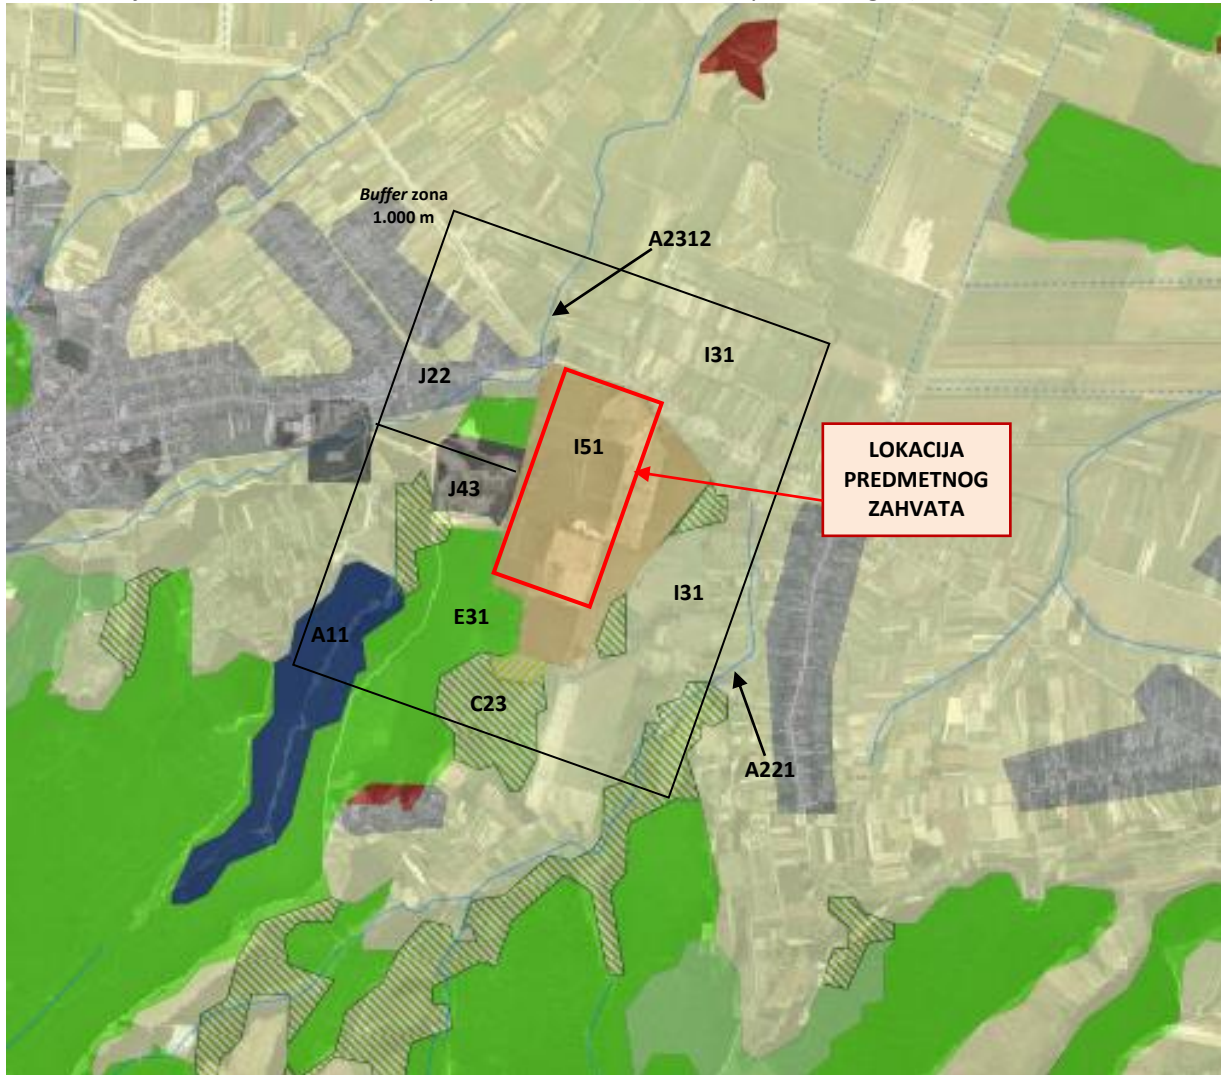 Buffer zona
1.000 m
A2312
I31
J22
I51
LOKACIJA
PREDMETNOG
ZAHVATA
J43
I31
E31
A11
C23
A221